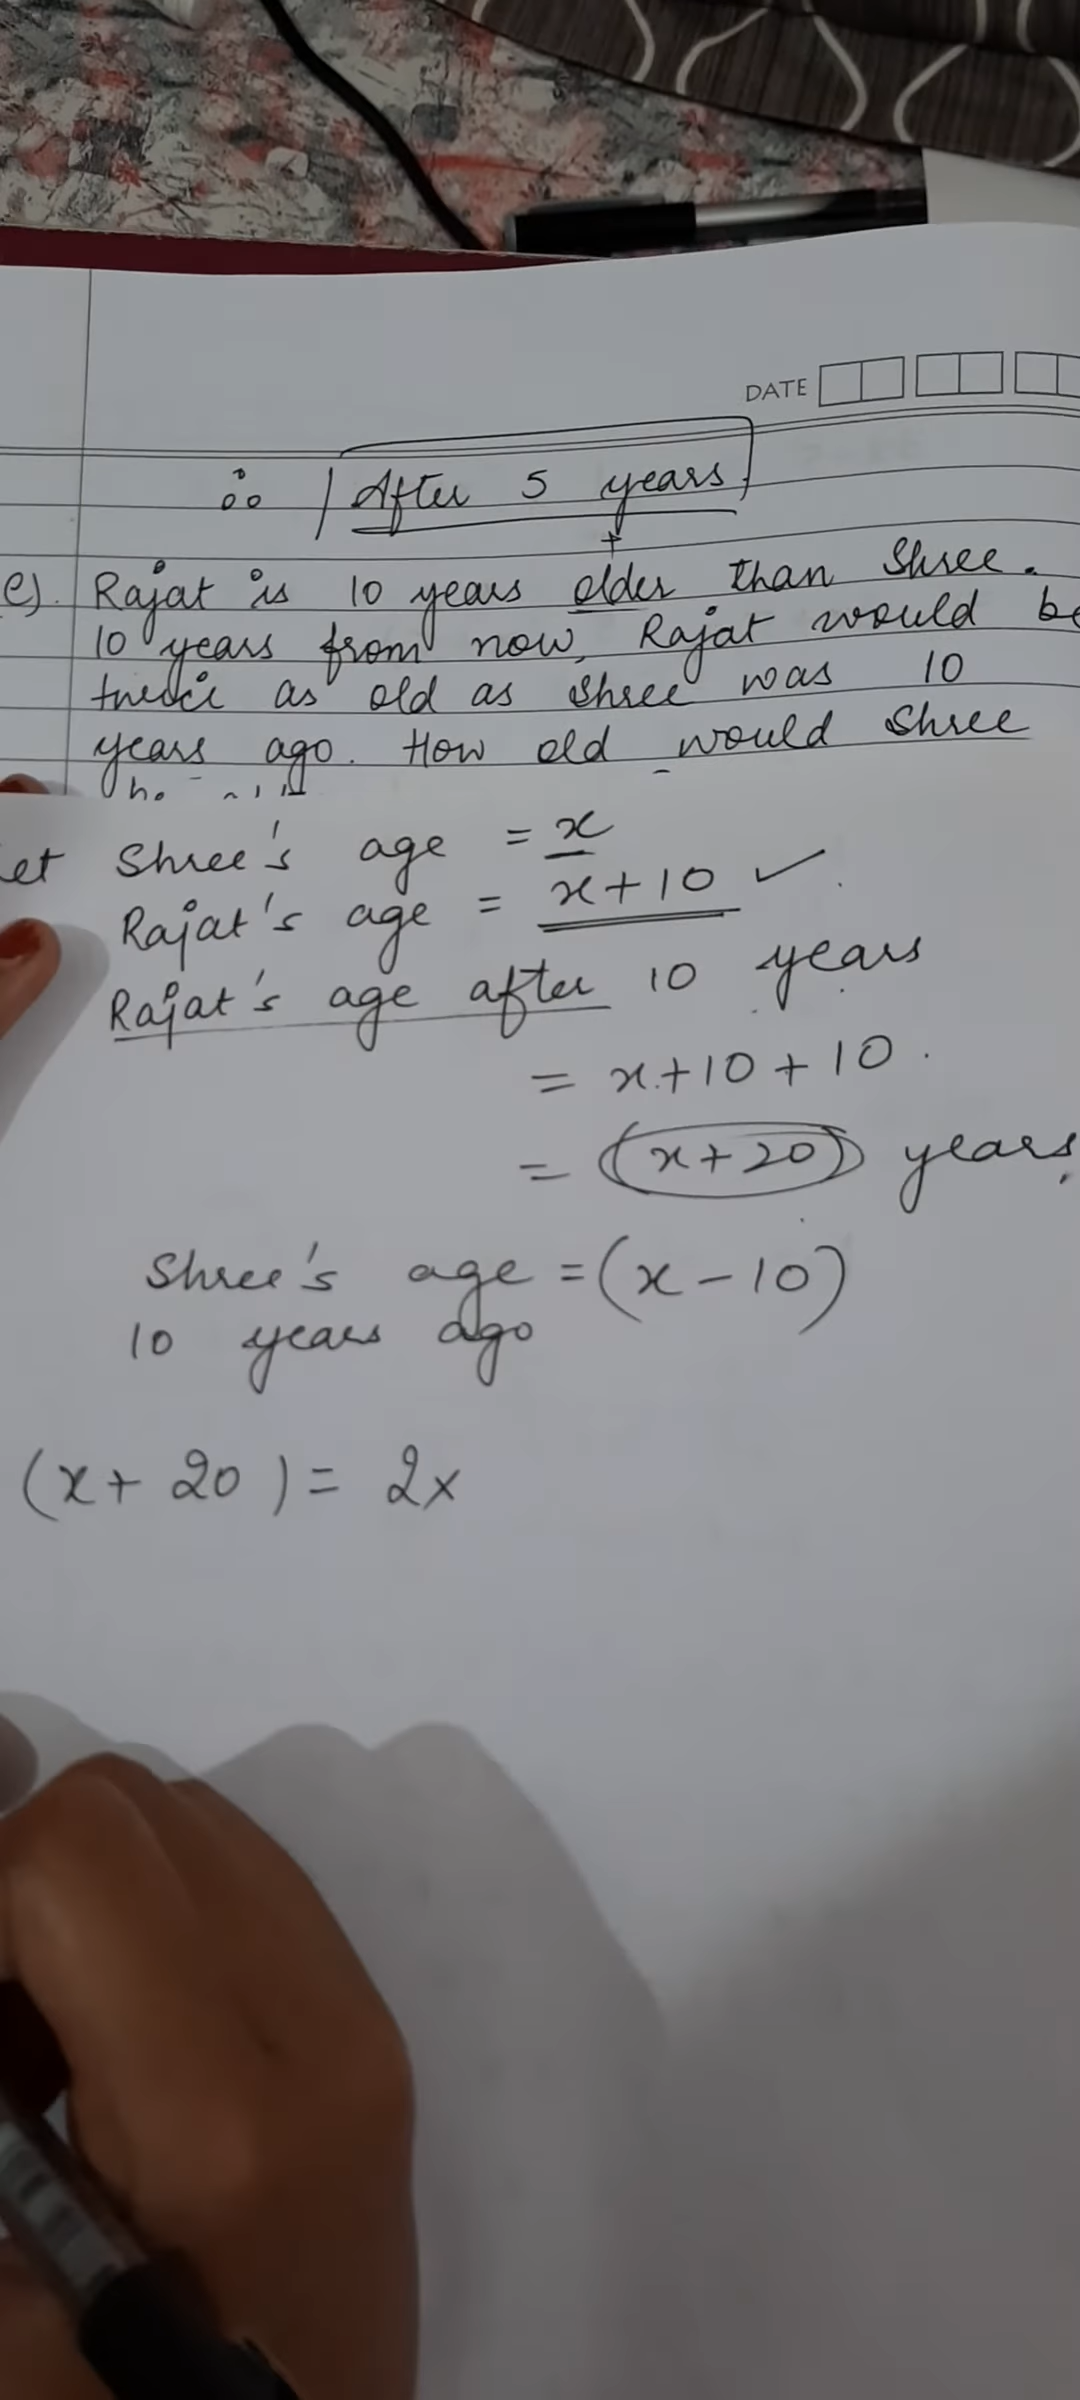 DATE
∴ After 5 years
e). Rajat is 10 years older than Shree.
10 years from now, Rajat would be
twice as old as Shree was 10
years ago. How old would Shree
be
Let Shree's age = x
Rajat's age = x+10 ✓
Rajat's age after 10 years
= x+10+10.
= (x+20) years,
Shree's age = (x-10)
10 years ago
(x+ 20 ) = 2x